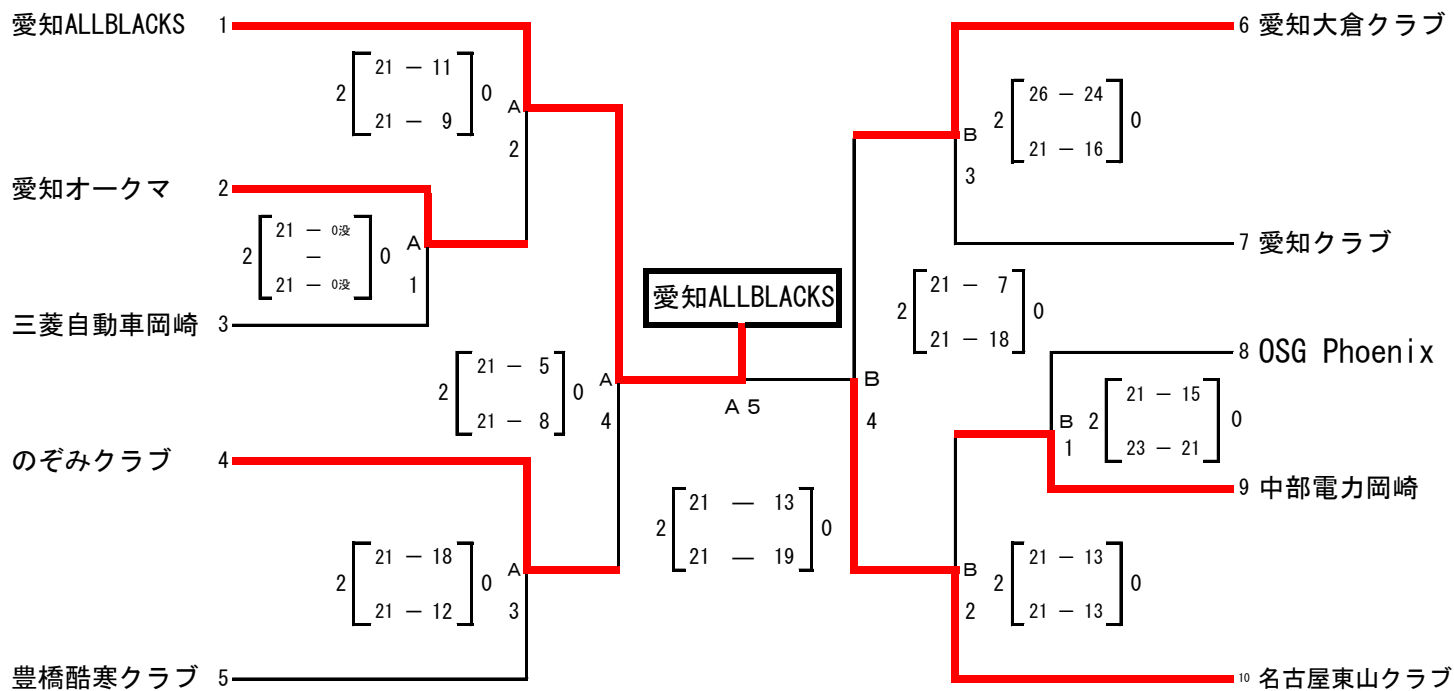 愛知ALLBLACKS 1
2 21 － 11 0
21 － 9
A
2
愛知オークマ 2
2 21 － 0没 0
－
21 － 0没
A
1
三菱自動車岡崎 3
2 21 － 5 0
21 － 8
A
4
のぞみクラブ 4
2 21 － 18 0
21 － 12
A
3
豊橋酷寒クラブ 5
愛知ALLBLACKS
A 5
2 21 － 13 0
21 － 19
6 愛知大倉クラブ
B
3
2 26 － 24 0
21 － 16
7 愛知クラブ
2 21 － 7 0
21 － 18
B
4
8 OSG Phoenix
B
1
2 21 － 15 0
23 － 21
9 中部電力岡崎
B
2
2 21 － 13 0
21 － 13
10 名古屋東山クラブ